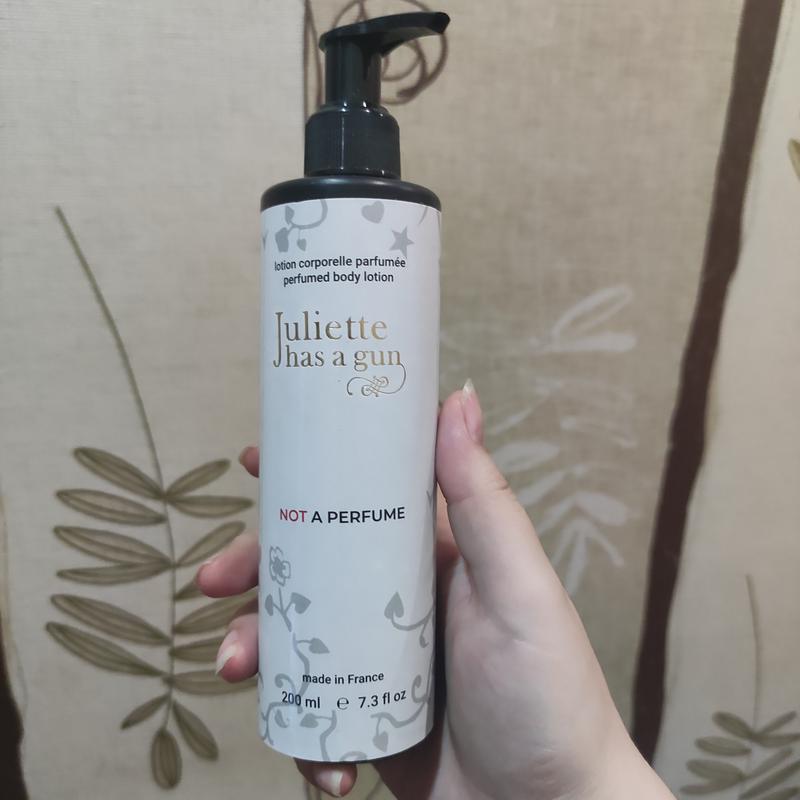 lotion corporelle parfumée
perfumed body lotion
Juliette
has a gun
NOT A PERFUME
made in France
200 ml ℮ 7.3 fl oz